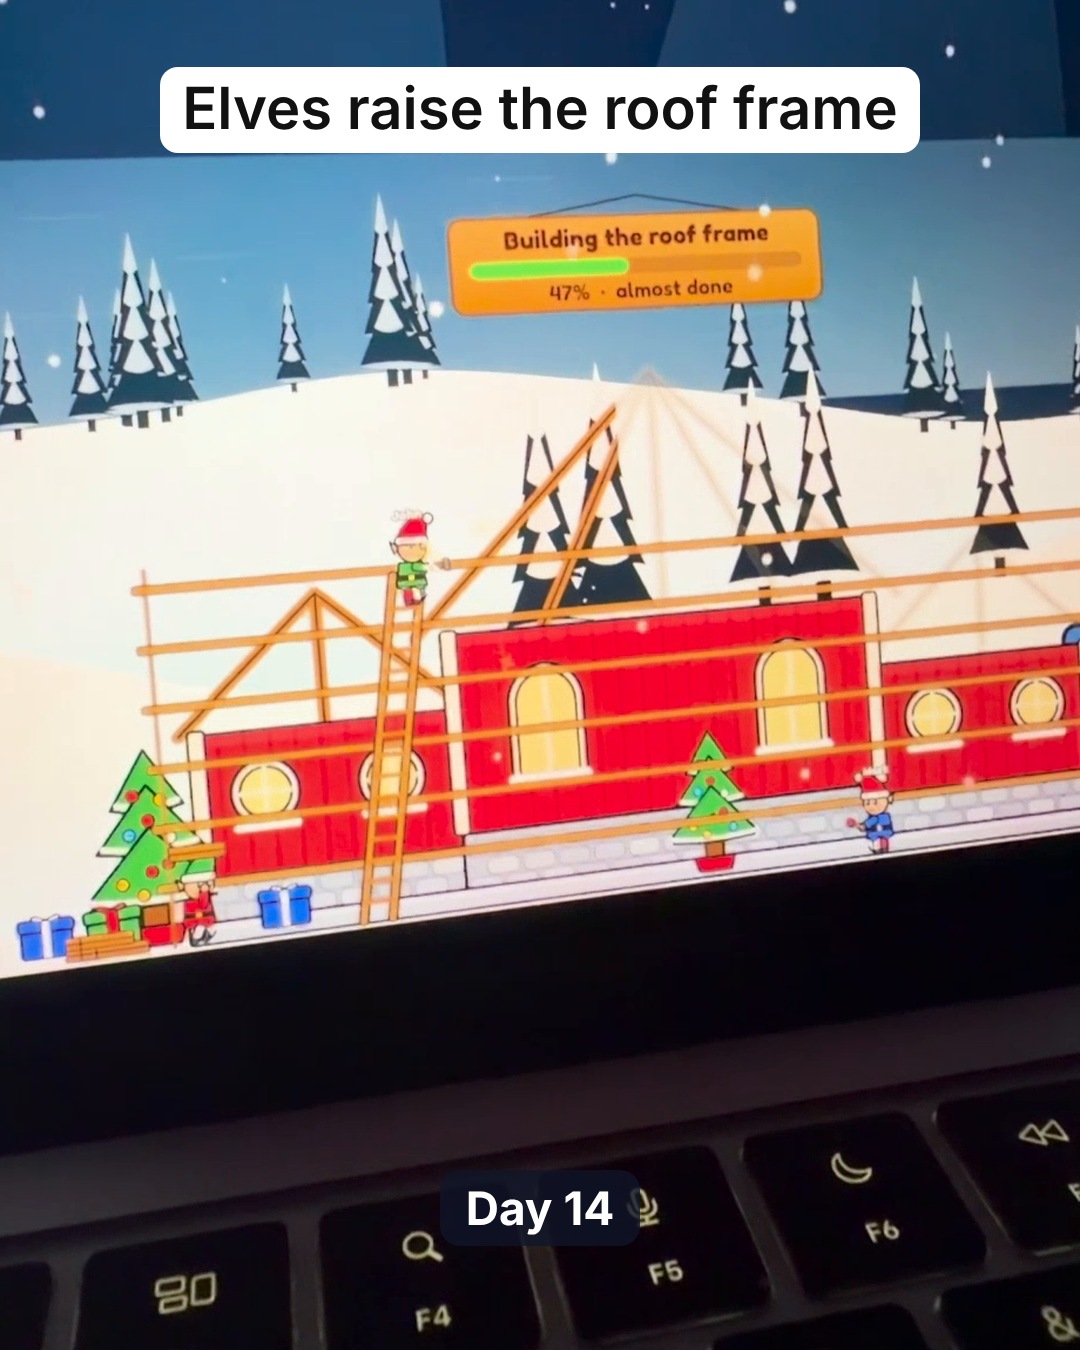 Elves raise the roof frame
Building the roof frame
47% · almost done
Day 14
F4
F5
F6
&